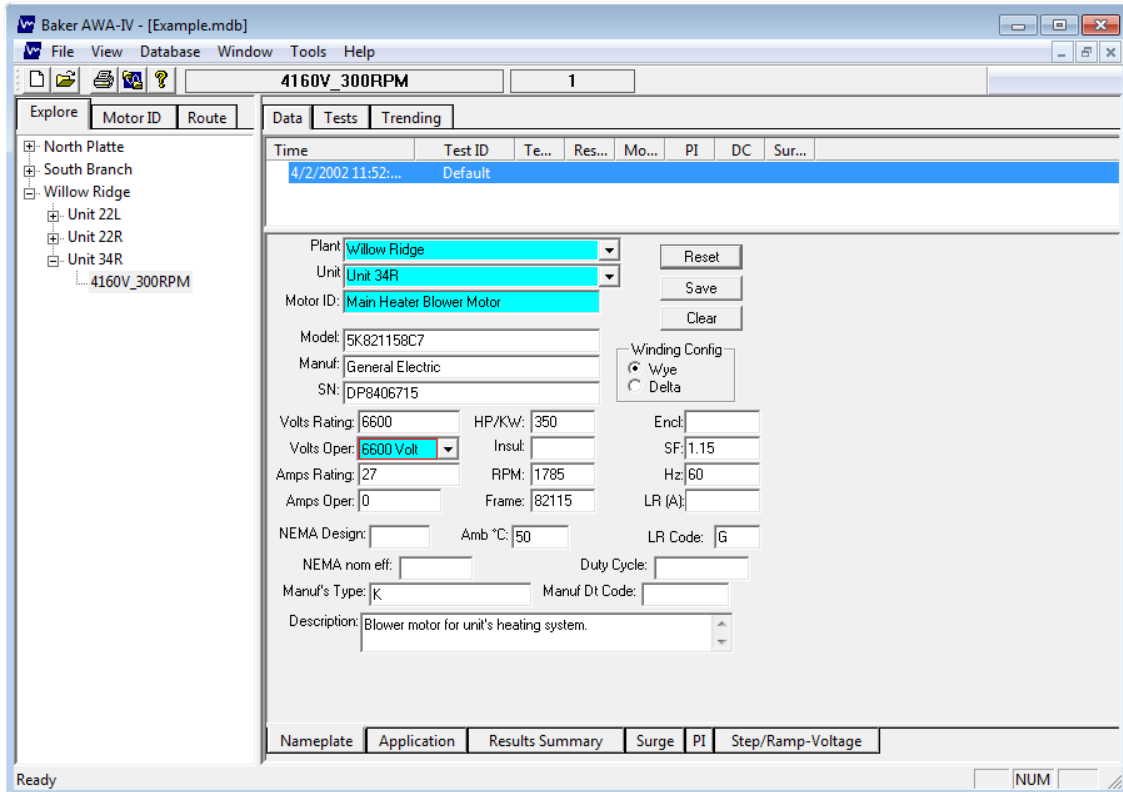 Baker AWA-IV - [Example.mdb]
File View Database Window Tools Help
4160V_300RPM 1
Explore Motor ID Route
Data Tests Trending
North Platte
South Branch
Willow Ridge
Unit 22L
Unit 22R
Unit 34R
4160V_300RPM
Time Test ID Te... Res... Mo... PI DC Sur...
4/2/2002 11:52:... Default
Plant Willow Ridge
Unit Unit 34R
Motor ID: Main Heater Blower Motor
Reset
Save
Clear
Model: 5K821158C7
Manuf: General Electric
SN: DP8406715
Winding Config
Wye
Delta
Volts Rating: 6600 HP/KW: 350 Encl:
Volts Oper: 6600 Volt Insul: SF: 1.15
Amps Rating: 27 RPM: 1785 Hz: 60
Amps Oper: 0 Frame: 82115 LR (A):
NEMA Design: Amb °C: 50 LR Code: G
NEMA nom eff: Duty Cycle:
Manuf's Type: K Manuf Dt Code:
Description: Blower motor for unit's heating system.
Nameplate Application Results Summary Surge PI Step/Ramp-Voltage
Ready NUM